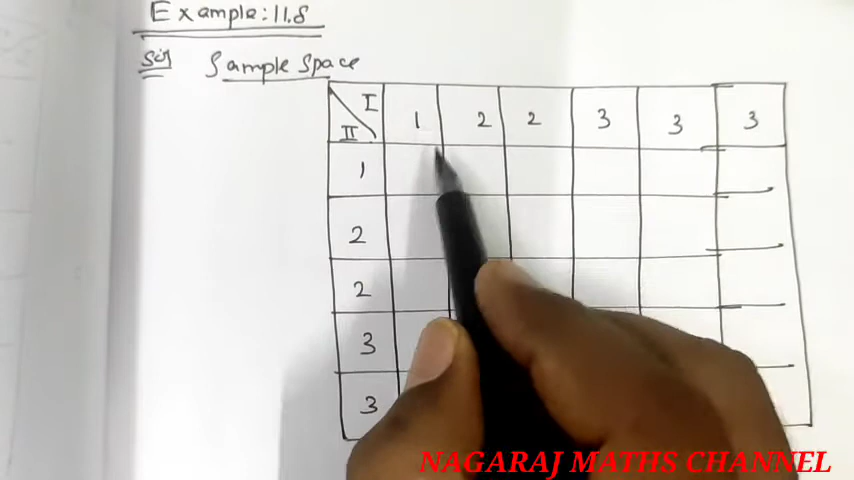 Example: 11.8
Sol Sample Space
I 1 2 2 3 3 3
II
1
2
2
3
3
NAGARAJ MATHS CHANNEL